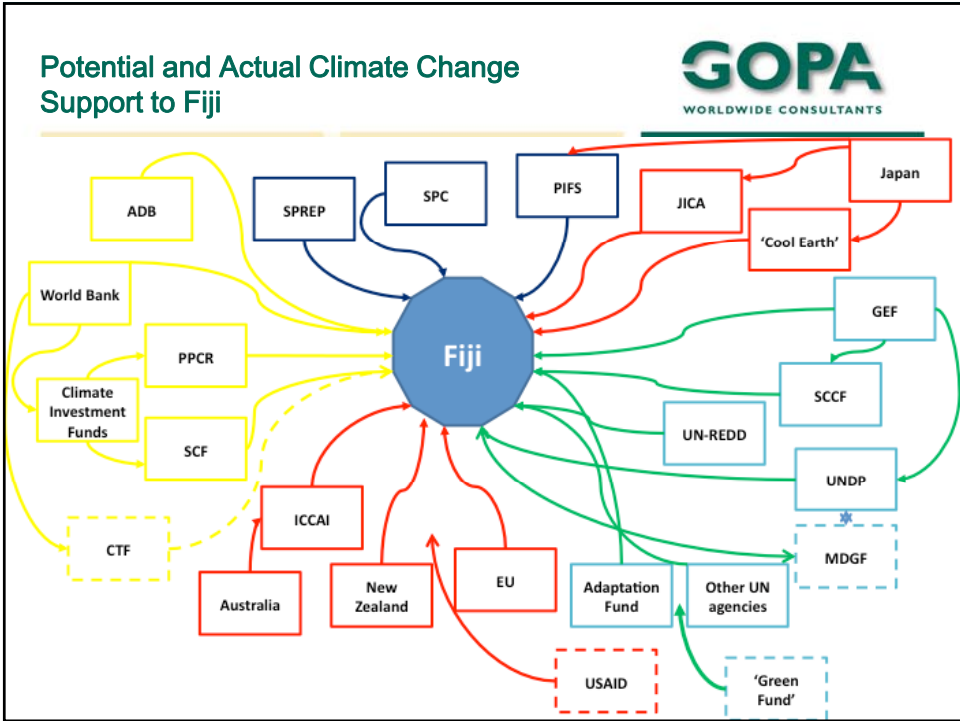 Potential and Actual Climate Change
Support to Fiji
GOPA
WORLDWIDE CONSULTANTS
ADB
SPREP
SPC
PIFS
JICA
Japan
'Cool Earth'
World Bank
GEF
Fiji
PPCR
Climate
Investment
Funds
SCCF
SCF
UN-REDD
UNDP
ICCAI
CTF
MDGF
Australia
New
Zealand
EU
Adaptation
Fund
Other UN
agencies
USAID
'Green
Fund'